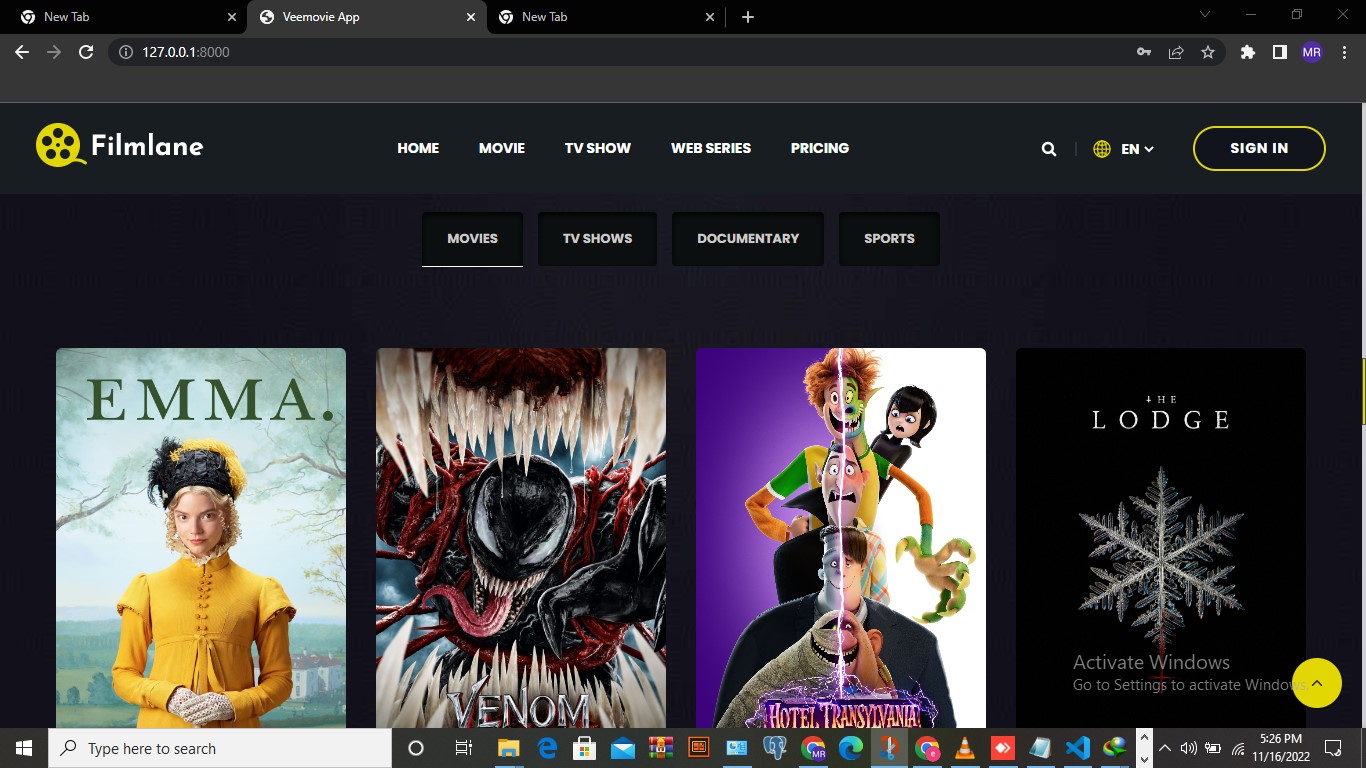 New Tab
Veemovie App
New Tab
127.0.0.1:8000
MR
Filmlane
HOME
MOVIE
TV SHOW
WEB SERIES
PRICING
EN
SIGN IN
MOVIES
TV SHOWS
DOCUMENTARY
SPORTS
EMMA.
VENOM
HOTEL TRANSYLVANIA
THE
LODGE
Activate Windows
Go to Settings to activate Windows.
Type here to search
MR
e
5:26 PM
11/16/2022